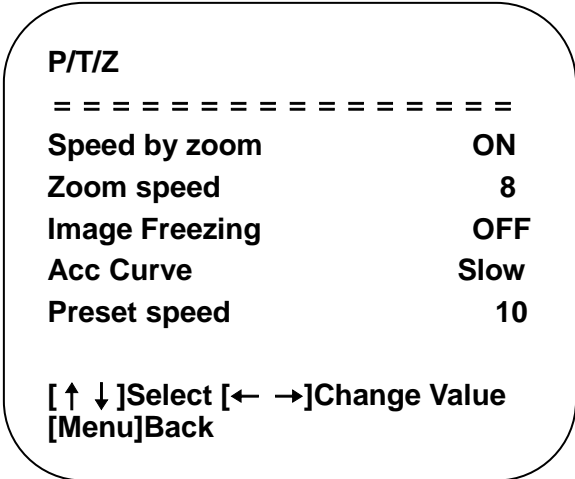 P/T/Z
= = = = = = = = = = = = = = = =
Speed by zoom ON
Zoom speed 8
Image Freezing OFF
Acc Curve Slow
Preset speed 10
[↑ ↓]Select [← →]Change Value
[Menu]Back